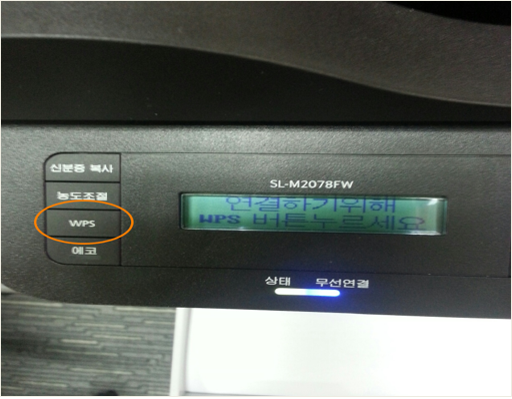 신분증 복사
농도조절
WPS
에코
SL-M2078FW
연결하기위해
WPS 버튼누르세요
상태 무선연결